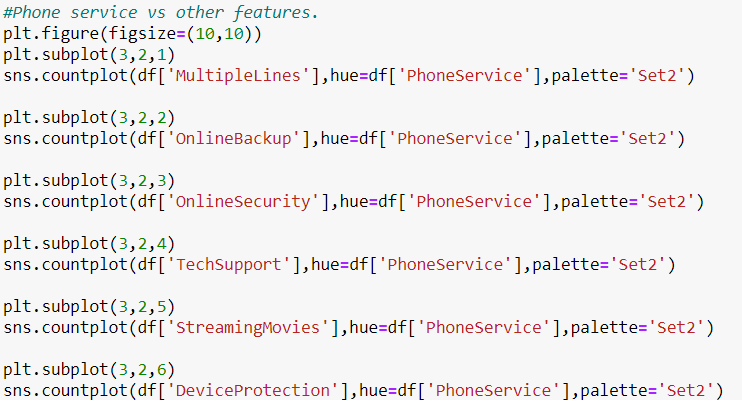 #Phone service vs other features.
plt.figure(figsize=(10,10))
plt.subplot(3,2,1)
sns.countplot(df['MultipleLines'],hue=df['PhoneService'],palette='Set2')
plt.subplot(3,2,2)
sns.countplot(df['OnlineBackup'],hue=df['PhoneService'],palette='Set2')
plt.subplot(3,2,3)
sns.countplot(df['OnlineSecurity'],hue=df['PhoneService'],palette='Set2')
plt.subplot(3,2,4)
sns.countplot(df['TechSupport'],hue=df['PhoneService'],palette='Set2')
plt.subplot(3,2,5)
sns.countplot(df['StreamingMovies'],hue=df['PhoneService'],palette='Set2')
plt.subplot(3,2,6)
sns.countplot(df['DeviceProtection'],hue=df['PhoneService'],palette='Set2')